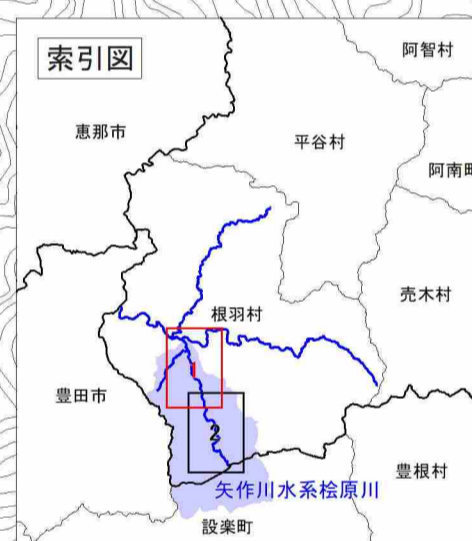 索引図
阿智村
恵那市
平谷村
阿南町
売木村
根羽村
1
豊田市
2
豊根村
矢作川水系桧原川
設楽町